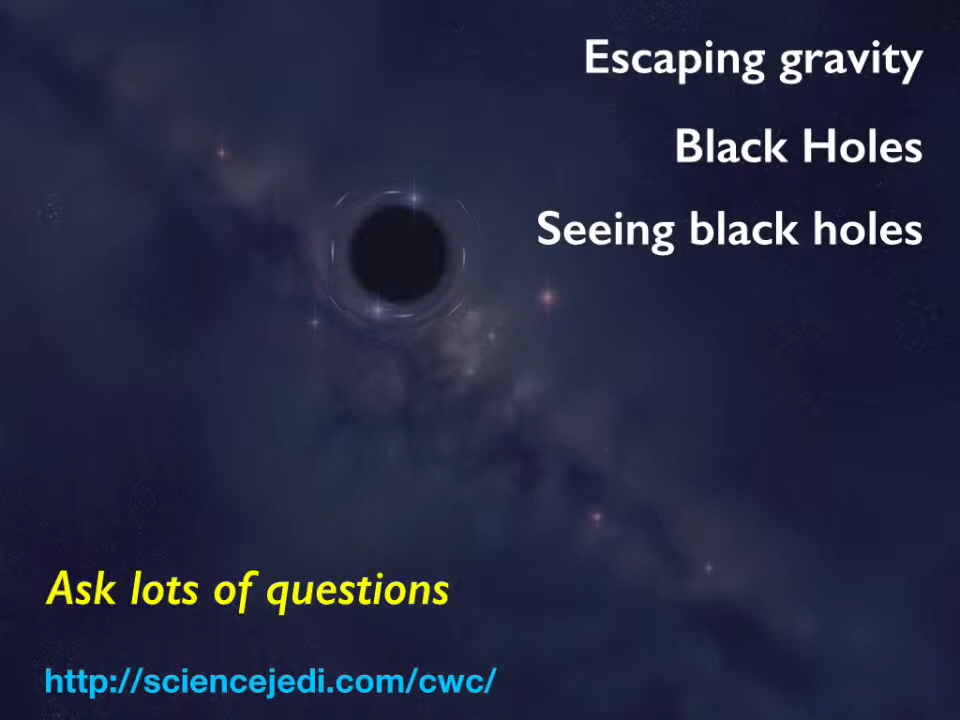 Escaping gravity
Black Holes
Seeing black holes
Ask lots of questions
http://sciencejedi.com/cwc/